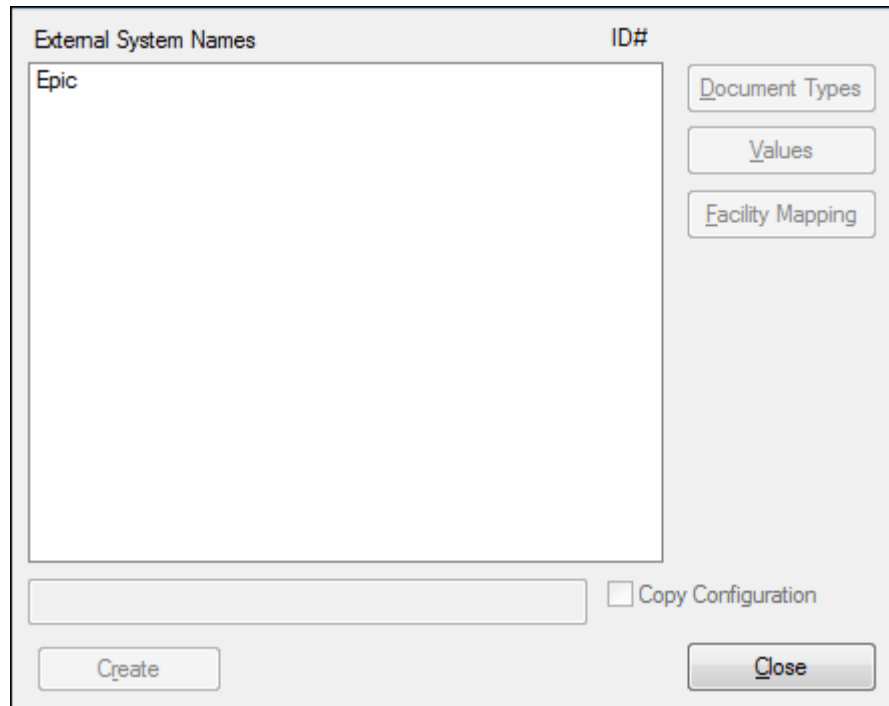 External System Names ID#
Epic
Document Types
Values
Facility Mapping
Copy Configuration
Create
Close